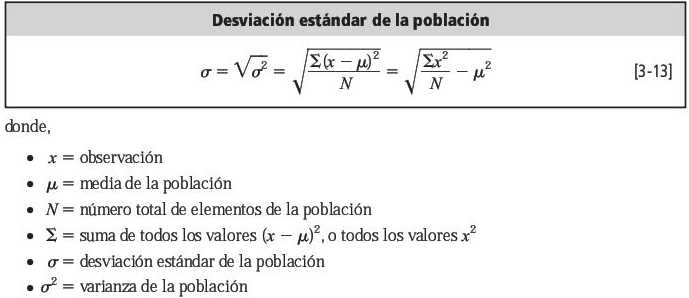 Desviación estándar de la población
σ = √σ² = √(Σ(x − μ)² / N) = √(Σx² / N − μ²) [3-13]
donde,
• x = observación
• μ = media de la población
• N = número total de elementos de la población
• Σ = suma de todos los valores (x − μ)², o todos los valores x²
• σ = desviación estándar de la población
• σ² = varianza de la población